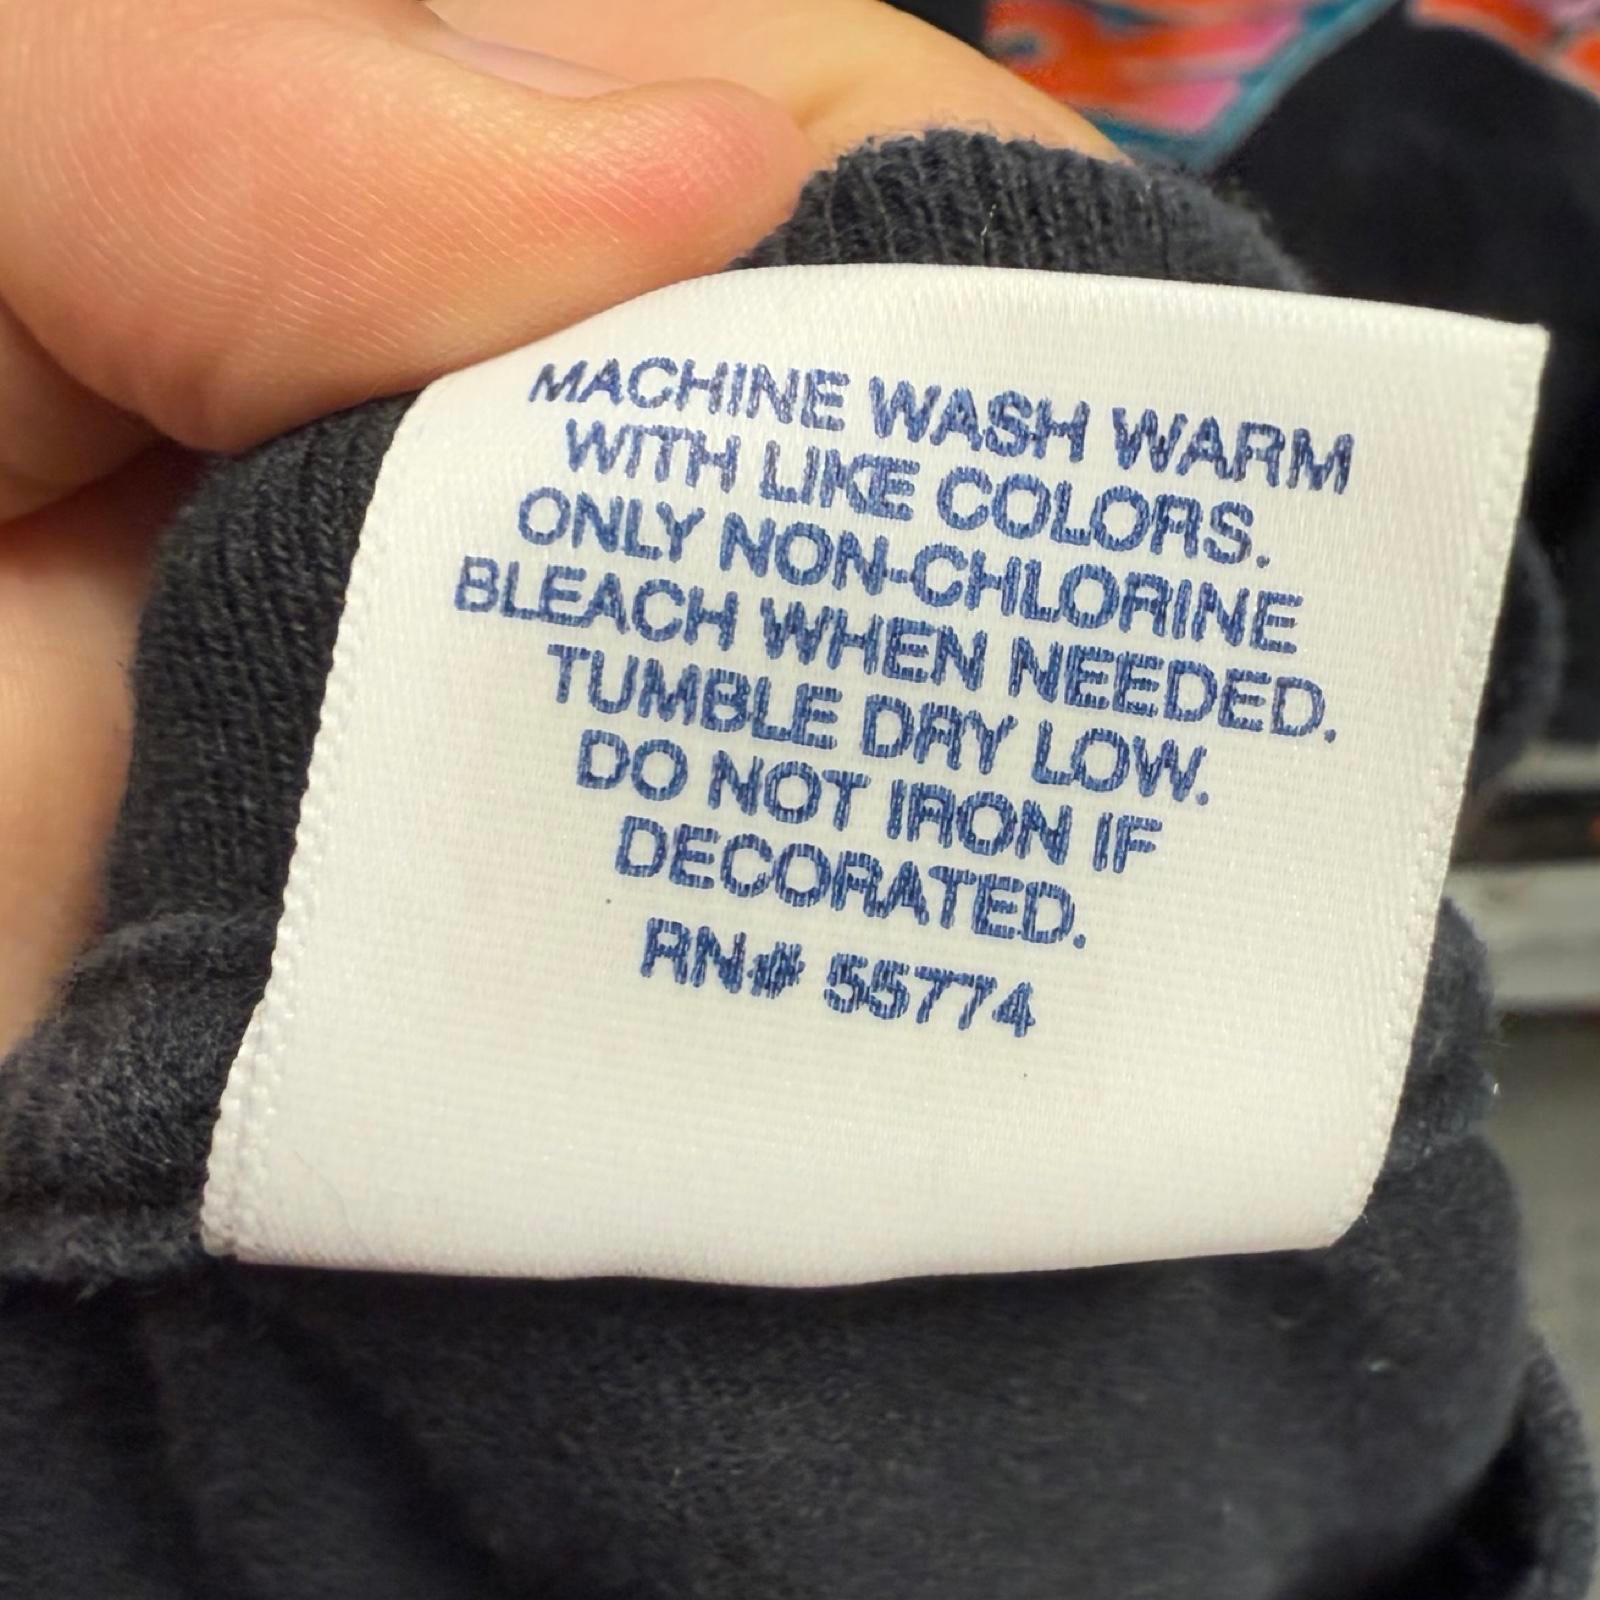 MACHINE WASH WARM
WITH LIKE COLORS.
ONLY NON-CHLORINE
BLEACH WHEN NEEDED.
TUMBLE DRY LOW.
DO NOT IRON IF
DECORATED.
RN# 55774